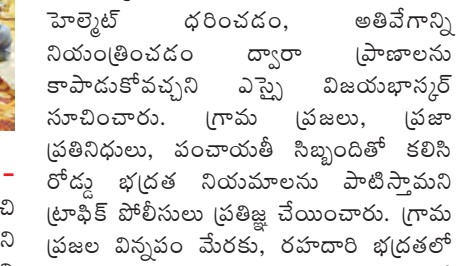 హెల్మెట్ ధరించడం, అతివేగాన్ని
నియంత్రించడం ద్వారా ప్రాణాలను
కాపాడుకోవచ్చని ఎస్సై విజయభాస్కర్
సూచించారు. గ్రామ ప్రజలు, ప్రజా
ప్రతినిధులు, పంచాయతీ సిబ్బందితో కలిసి
రోడ్డు భద్రత నియమాలను పాటిస్తామని
ట్రాఫిక్ పోలీసులు ప్రతిజ్ఞ చేయించారు. గ్రామ
ప్రజల విన్నపం మేరకు, రహదారి భద్రతలో